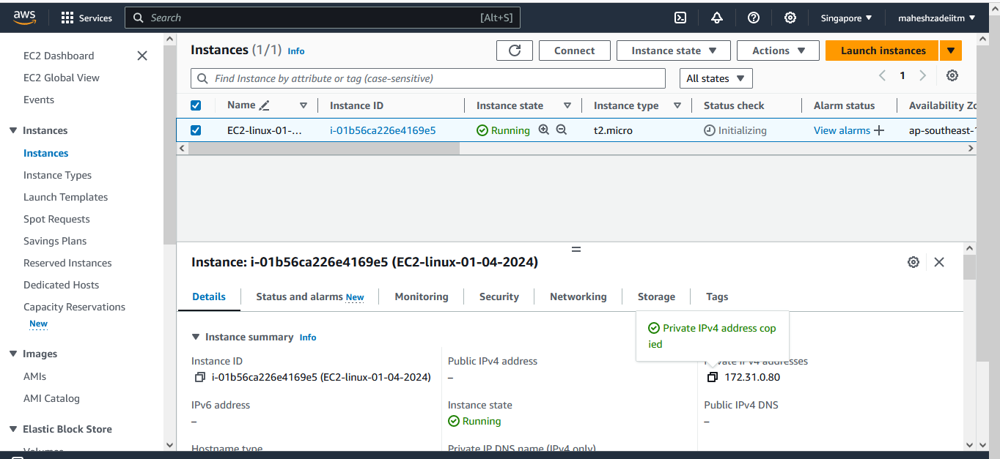 aws
Services
Search
[Alt+S]
Singapore
maheshzadeiitm
EC2 Dashboard
EC2 Global View
Events
Instances
Instances
Instance Types
Launch Templates
Spot Requests
Savings Plans
Reserved Instances
Dedicated Hosts
Capacity Reservations
New
Images
AMIs
AMI Catalog
Elastic Block Store
Volumes
Instances (1/1) Info
Connect
Instance state
Actions
Launch instances
Find Instance by attribute or tag (case-sensitive)
All states
1
Name
Instance ID
Instance state
Instance type
Status check
Alarm status
Availability Zo
EC2-linux-01-...
i-01b56ca226e4169e5
Running
t2.micro
Initializing
View alarms
ap-southeast-1
Instance: i-01b56ca226e4169e5 (EC2-linux-01-04-2024)
Details
Status and alarms New
Monitoring
Security
Networking
Storage
Tags
Private IPv4 address cop
ied
Instance summary Info
Instance ID
i-01b56ca226e4169e5 (EC2-linux-01-04-2024)
Public IPv4 address
–
Private IPv4 addresses
172.31.0.80
IPv6 address
–
Instance state
Running
Public IPv4 DNS
–
Hostname type
Private IP DNS name (IPv4 only)